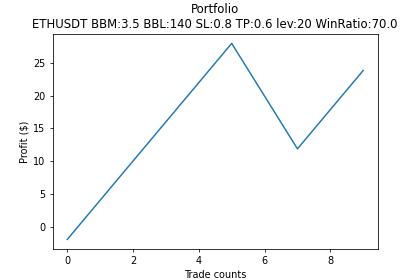 Portfolio
ETHUSDT BBM:3.5 BBL:140 SL:0.8 TP:0.6 lev:20 WinRatio:70.0
Profit ($)
25
20
15
10
5
0
0 2 4 6 8
Trade counts